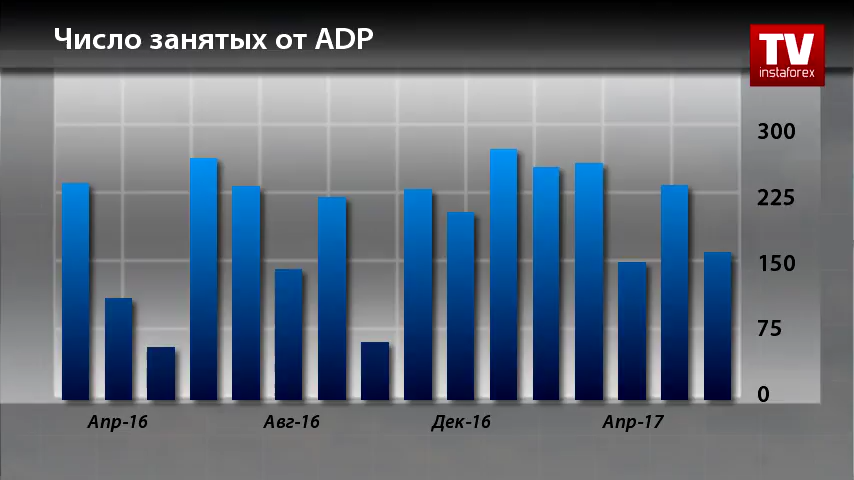 Число занятых от ADP
TV
instaforex
300
225
150
75
0
Апр-16 Авг-16 Дек-16 Апр-17